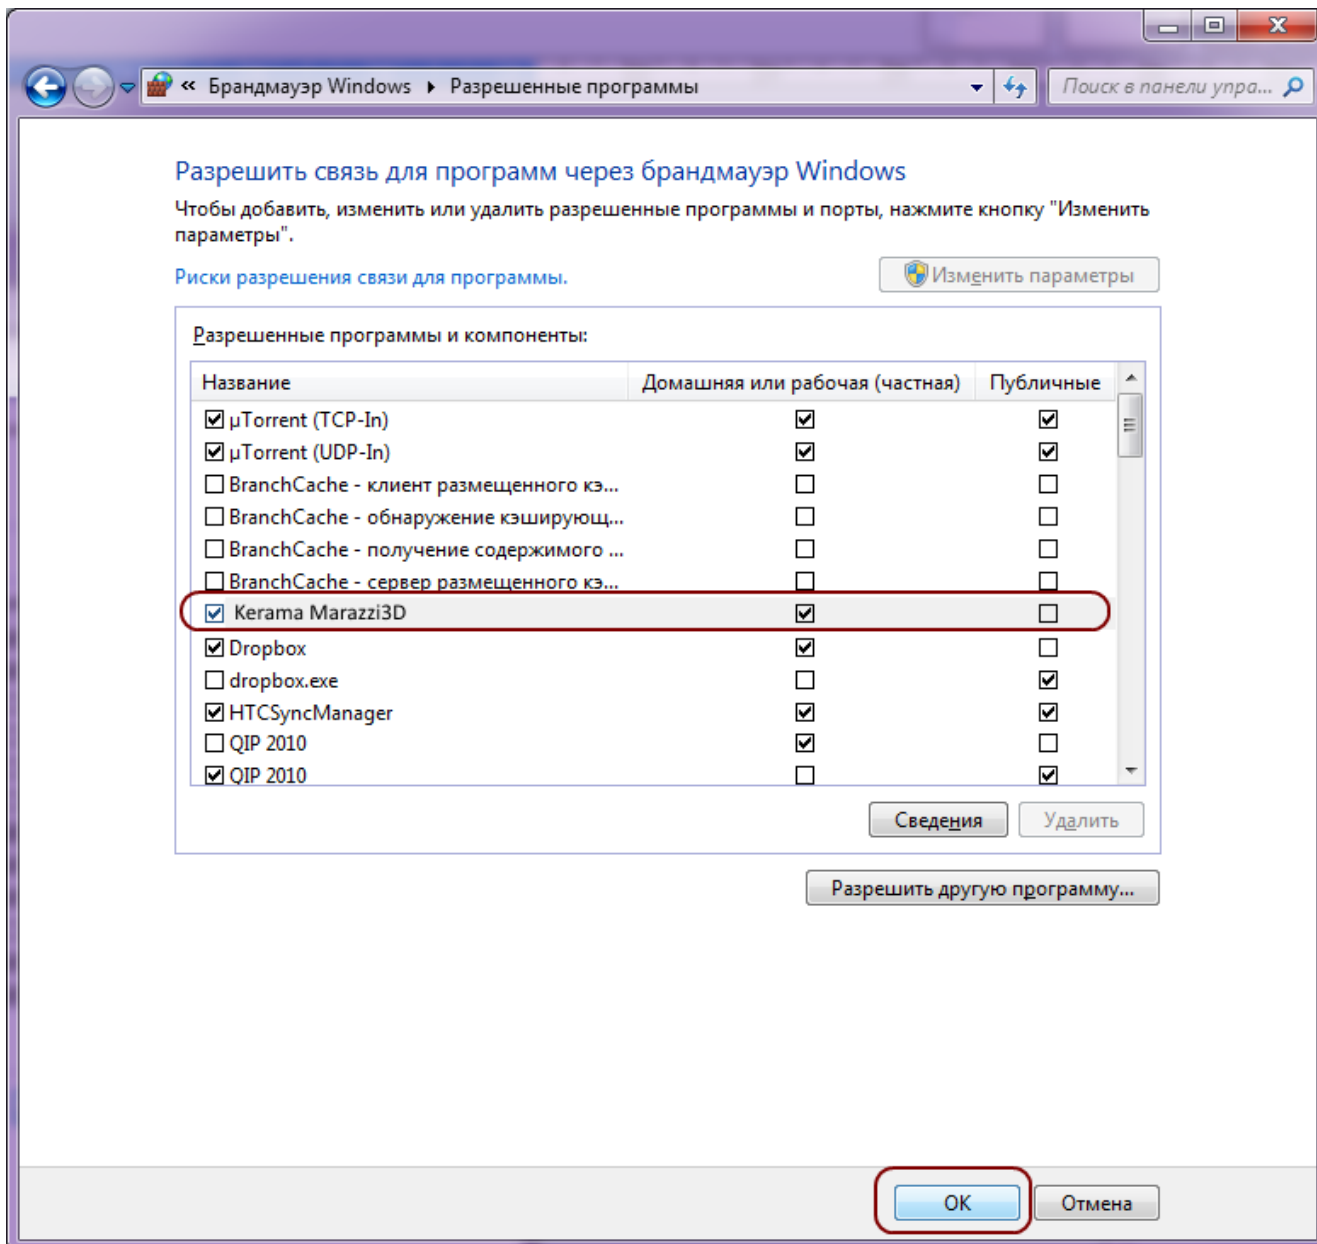 « Брандмауэр Windows Разрешенные программы
Поиск в панели упра...
Разрешить связь для программ через брандмауэр Windows
Чтобы добавить, изменить или удалить разрешенные программы и порты, нажмите кнопку "Изменить
параметры".
Риски разрешения связи для программы.
Изменить параметры
Разрешенные программы и компоненты:
Название Домашняя или рабочая (частная) Публичные
µTorrent (TCP-In)
µTorrent (UDP-In)
BranchCache - клиент размещенного кэ...
BranchCache - обнаружение кэширующ...
BranchCache - получение содержимого ...
BranchCache - сервер размещенного кэ...
Kerama Marazzi3D
Dropbox
dropbox.exe
HTCSyncManager
QIP 2010
QIP 2010
Сведения Удалить
Разрешить другую программу...
ОК Отмена